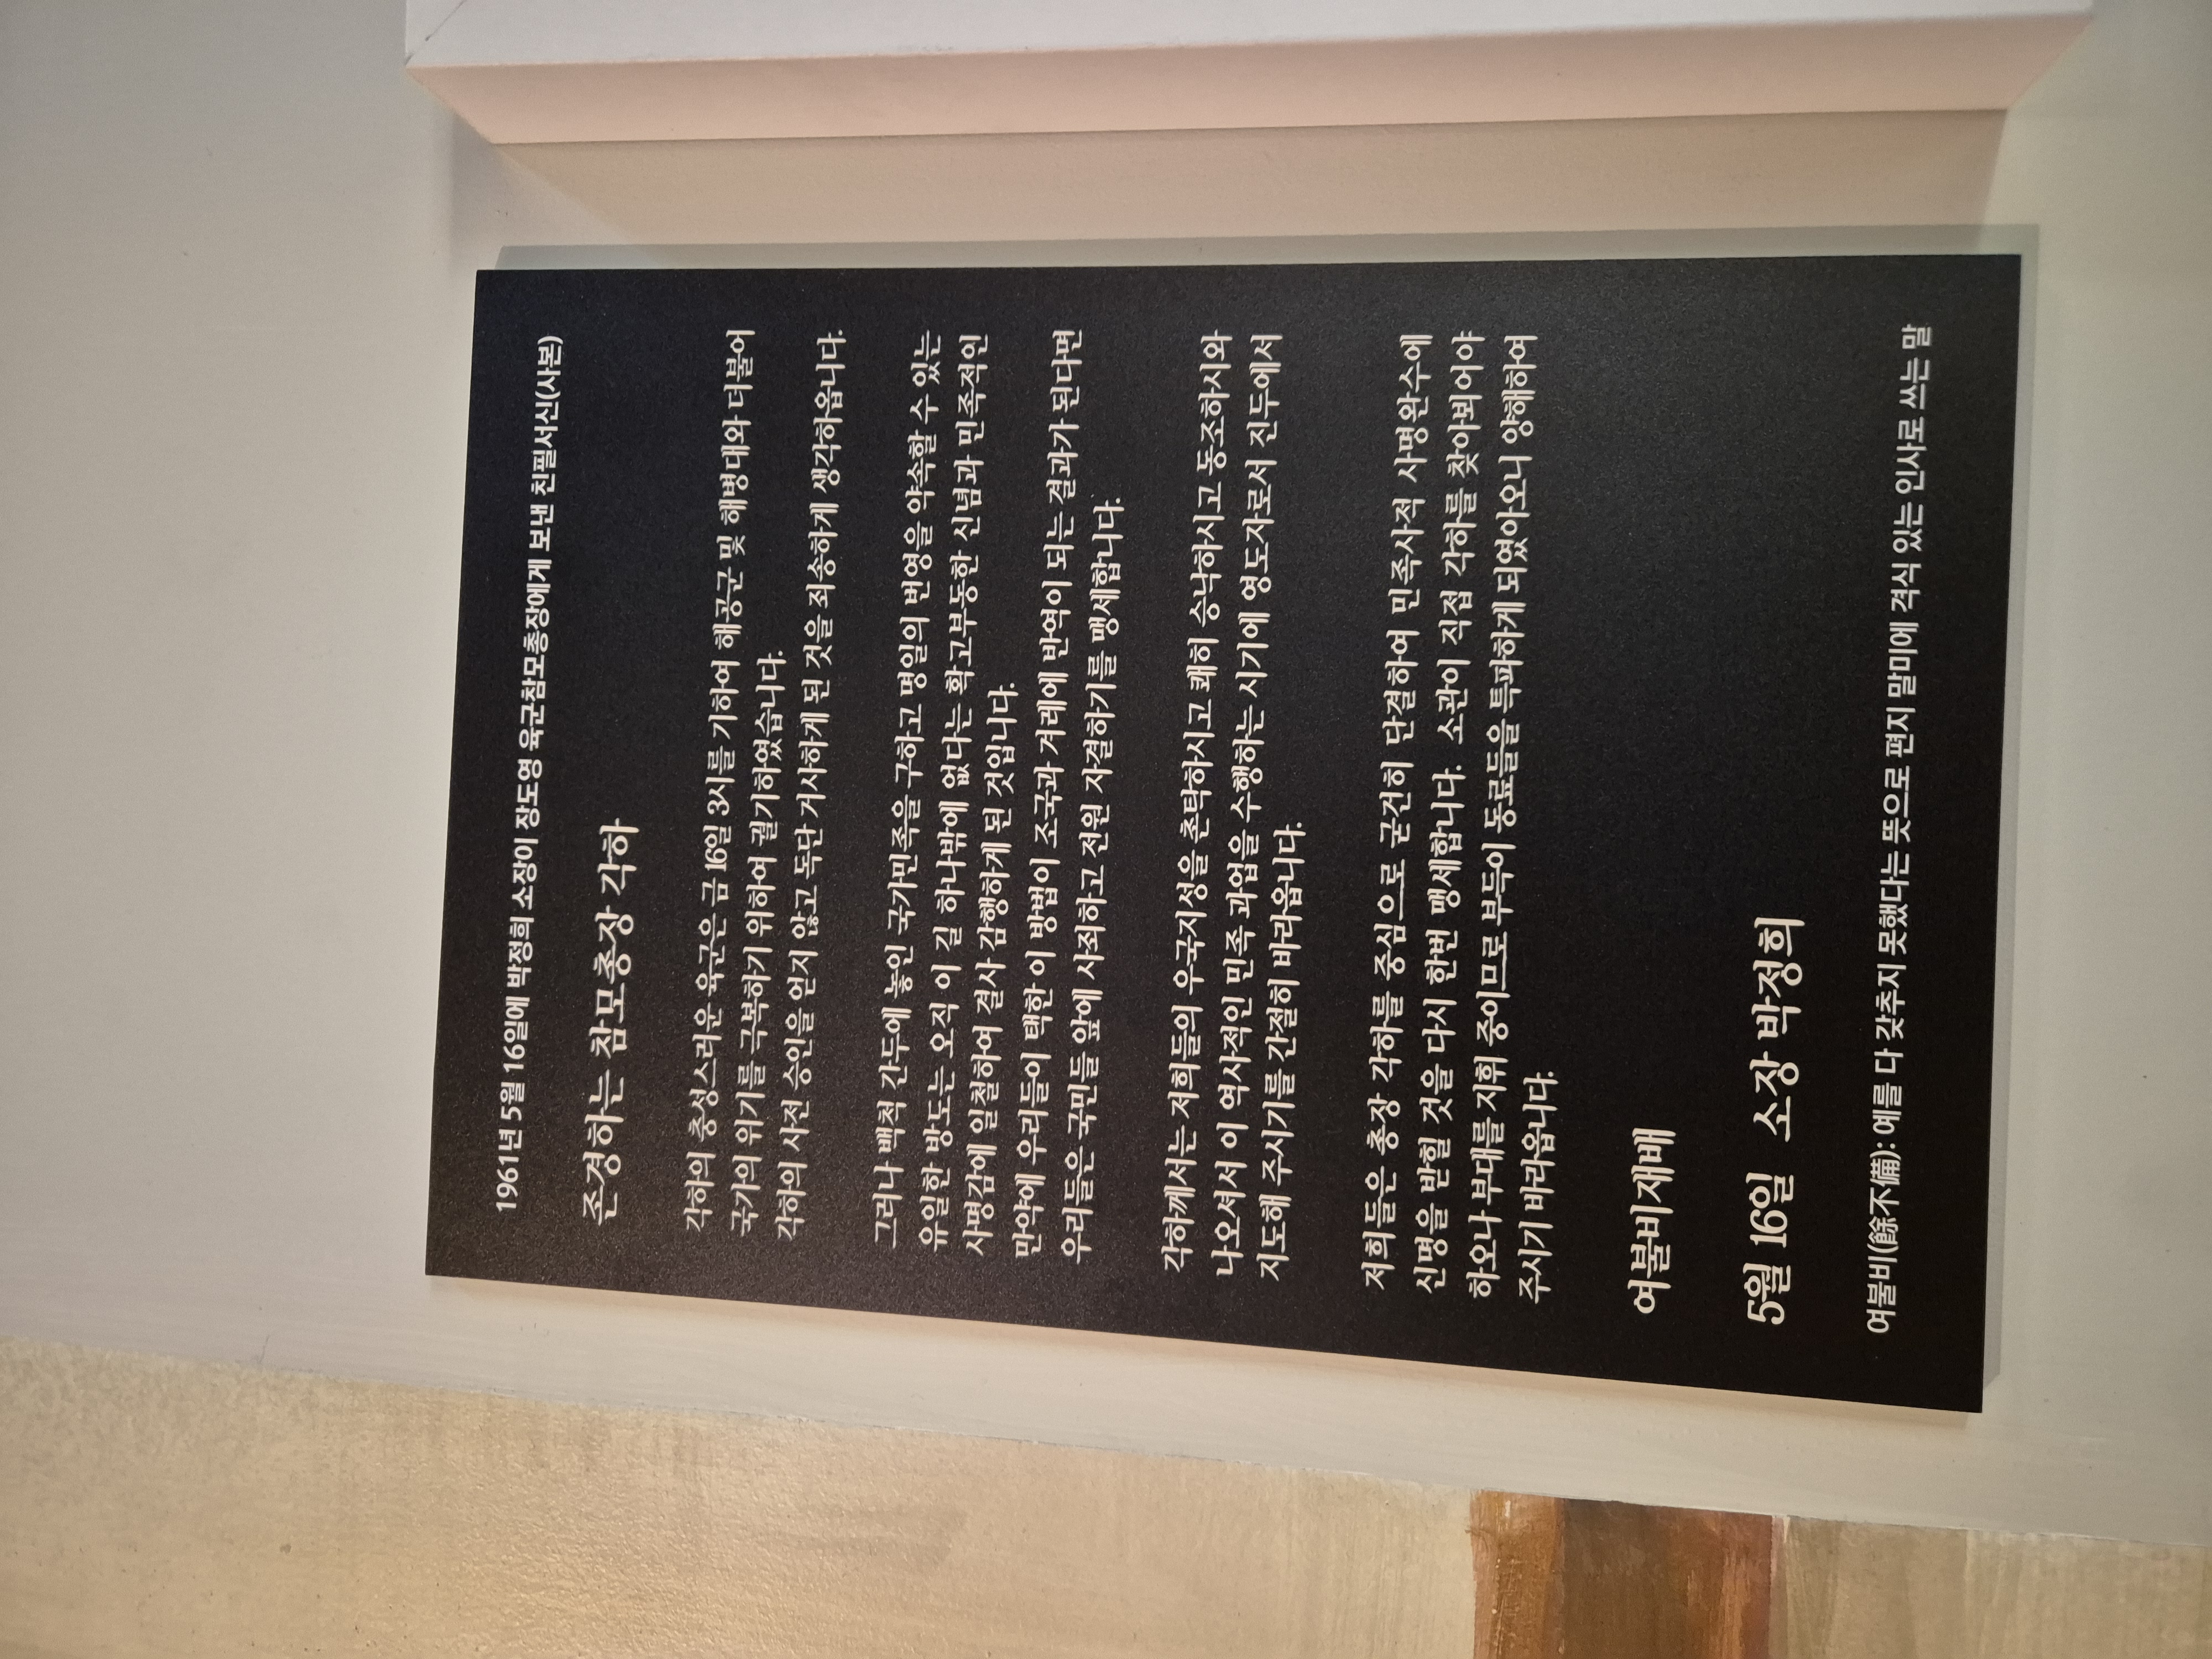 1961년 5월 16일에 박정희 소장이 장도영 육군참모총장에게 보낸 친필서신(사본)
존경하는 참모총장 각하
각하의 충성스러운 육군은 금 16일 3시를 기하여 해공군 및 해병대와 더불어
국가의 위기를 극복하기 위하여 궐기하였습니다.
각하의 사전 승인을 얻지 않고 독단 거사하게 된 것을 죄송하게 생각하옵니다.
그러나 백척 간두에 놓인 국가민족을 구하고 명일의 번영을 약속할 수 있는
유일한 방도는 오직 이 길 하나밖에 없다는 확고부동한 신념과 민족적인
사명감에 일철하여 결사 감행하게 된 것입니다.
만약에 우리들이 택한 이 방법이 조국과 겨레에 반역이 되는 결과가 된다면
우리들은 국민들 앞에 사죄하고 전원 자결하기를 맹세합니다.
각하께서는 저희들의 우국지성을 촌탁하시고 쾌히 승낙하시고 동조하시와
나오셔서 이 역사적인 민족 과업을 수행하는 시기에 영도자로서 진두에서
지도해 주시기를 간절히 바라옵니다.
저희들은 총장 각하를 중심으로 굳건히 단결하여 민족사적 사명완수에
신명을 받힐 것을 다시 한번 맹세합니다. 소관이 직접 각하를 찾아뵈어야
하오나 부대를 지휘 중이므로 부득이 동료들을 특파하게 되였아오니 양해하여
주시기 바라옵니다.
여불비재배
5월 16일 소장 박정희
여불비(餘不備): 예를 다 갖추지 못했다는 뜻으로 편지 말미에 격식 있는 인사로 쓰는 말